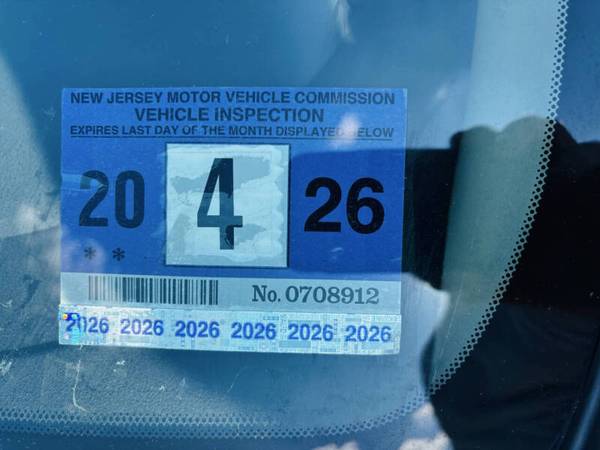 NEW JERSEY MOTOR VEHICLE COMMISSION
VEHICLE INSPECTION
EXPIRES LAST DAY OF THE MONTH DISPLAYED BELOW
20 4 26
* *
No. 0708912
2026 2026 2026 2026 2026 2026